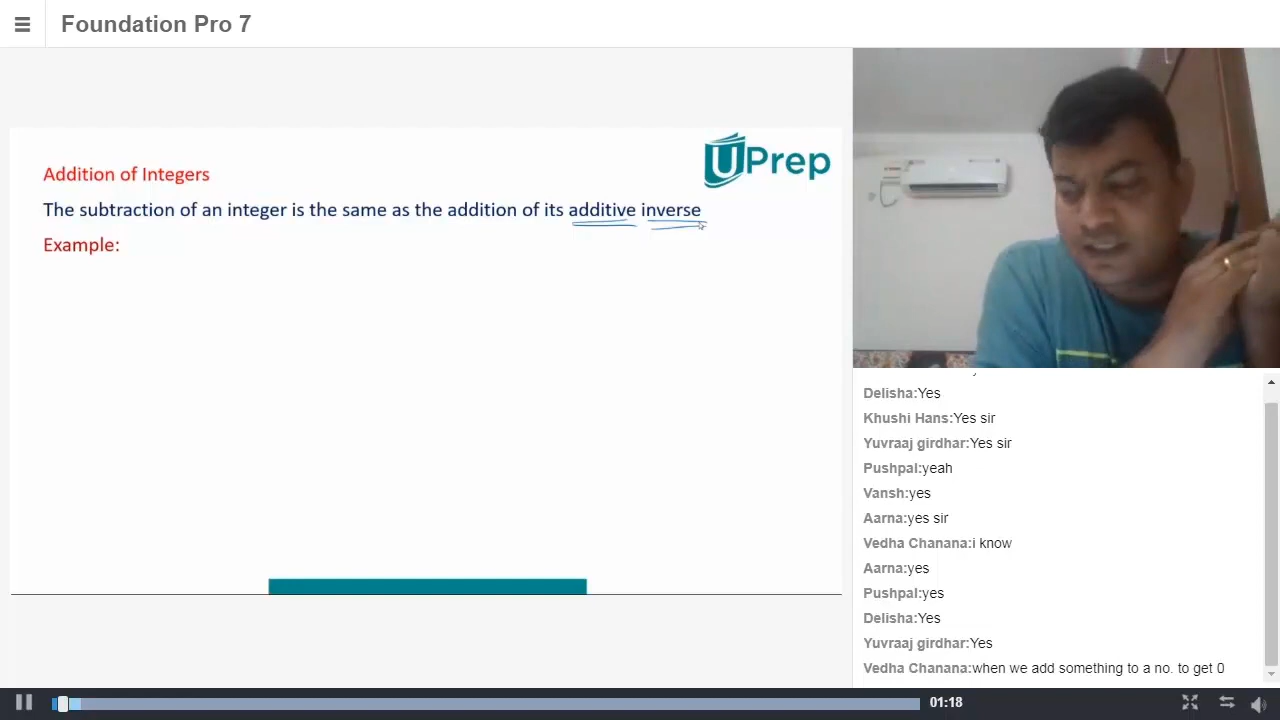 Foundation Pro 7
UPrep
Addition of Integers
The subtraction of an integer is the same as the addition of its additive inverse
Example:
Delisha:Yes
Khushi Hans:Yes sir
Yuvraaj girdhar:Yes sir
Pushpal:yeah
Vansh:yes
Aarna:yes sir
Vedha Chanana:i know
Aarna:yes
Pushpal:yes
Delisha:Yes
Yuvraaj girdhar:Yes
Vedha Chanana:when we add something to a no. to get 0
01:18